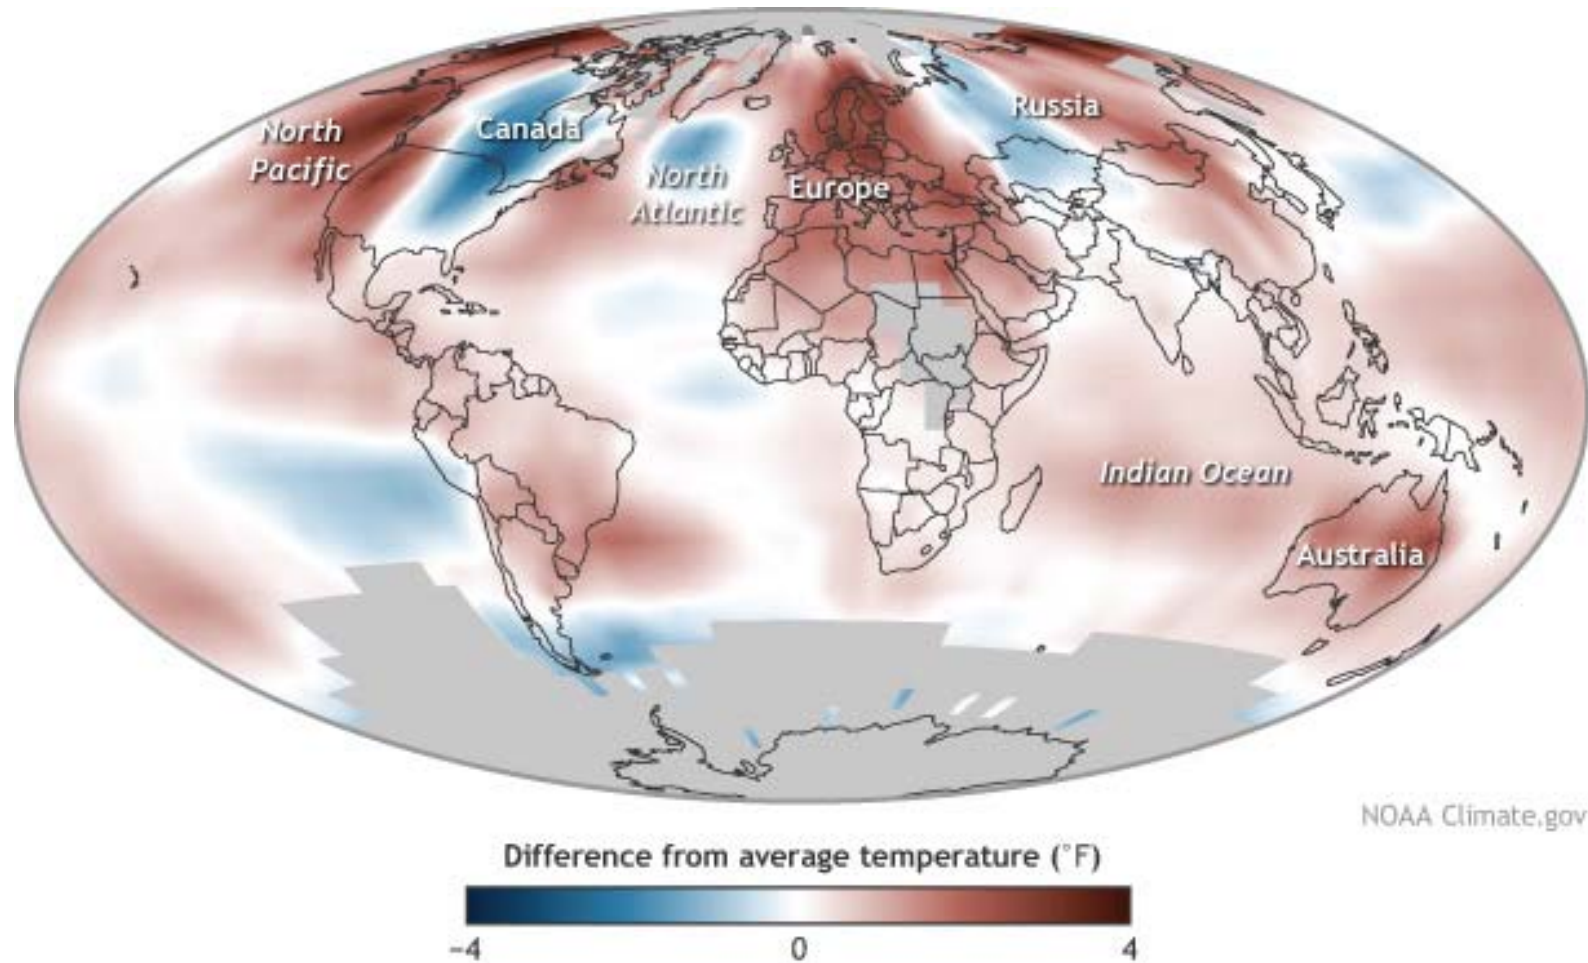 Russia
Canada
North
Pacific
North
Atlantic
Europe
Indian Ocean
Australia
NOAA Climate.gov
Difference from average temperature (°F)
−4 0 4